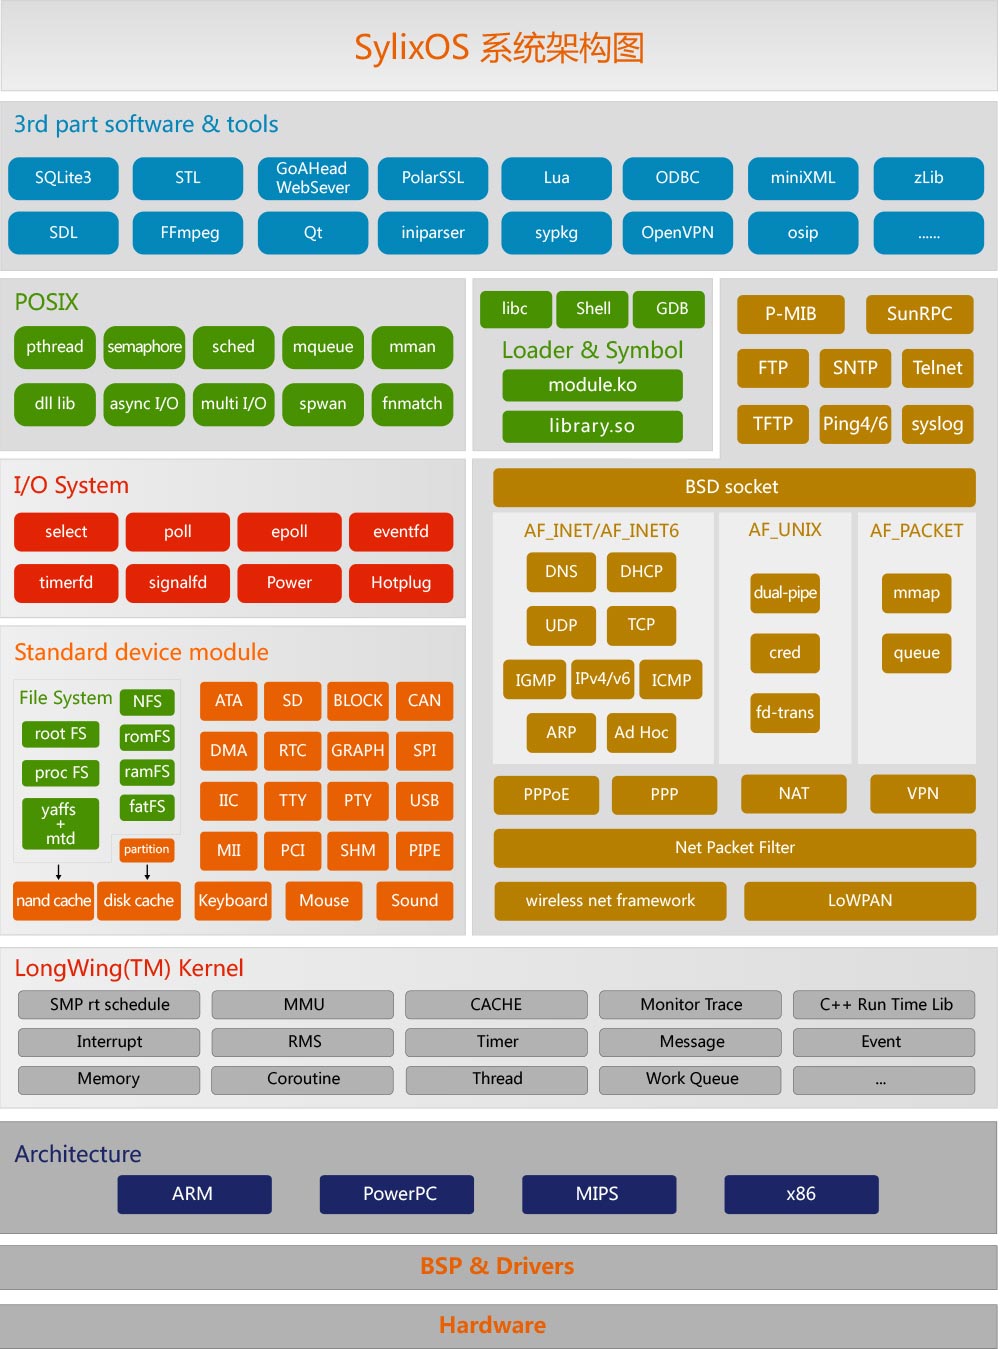 SylixOS 系统架构图
3rd part software & tools
SQLite3
STL
GoAHead
WebSever
PolarSSL
Lua
ODBC
miniXML
zLib
SDL
FFmpeg
Qt
iniparser
sypkg
OpenVPN
osip
......
POSIX
pthread
semaphore
sched
mqueue
mman
dll lib
async I/O
multi I/O
spwan
fnmatch
libc
Shell
GDB
Loader & Symbol
module.ko
library.so
P-MIB
SunRPC
FTP
SNTP
Telnet
TFTP
Ping4/6
syslog
I/O System
select
poll
epoll
eventfd
timerfd
signalfd
Power
Hotplug
Standard device module
File System
root FS
proc FS
yaffs
+
mtd
NFS
romFS
ramFS
fatFS
partition
nand cache
disk cache
ATA
SD
BLOCK
CAN
DMA
RTC
GRAPH
SPI
IIC
TTY
PTY
USB
MII
PCI
SHM
PIPE
Keyboard
Mouse
Sound
BSD socket
AF_INET/AF_INET6
DNS
DHCP
UDP
TCP
IGMP
IPv4/v6
ICMP
ARP
Ad Hoc
AF_UNIX
dual-pipe
cred
fd-trans
AF_PACKET
mmap
queue
PPPoE
PPP
NAT
VPN
Net Packet Filter
wireless net framework
LoWPAN
LongWing(TM) Kernel
SMP rt schedule
MMU
CACHE
Monitor Trace
C++ Run Time Lib
Interrupt
RMS
Timer
Message
Event
Memory
Coroutine
Thread
Work Queue
...
Architecture
ARM
PowerPC
MIPS
x86
BSP & Drivers
Hardware